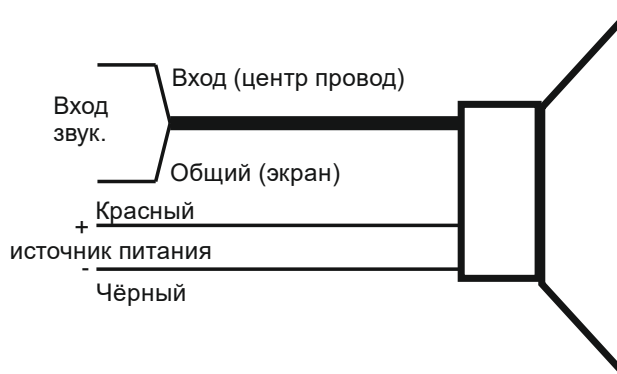 Вход (центр провод)
Вход
звук.
Общий (экран)
Красный
+
источник питания
-
Чёрный